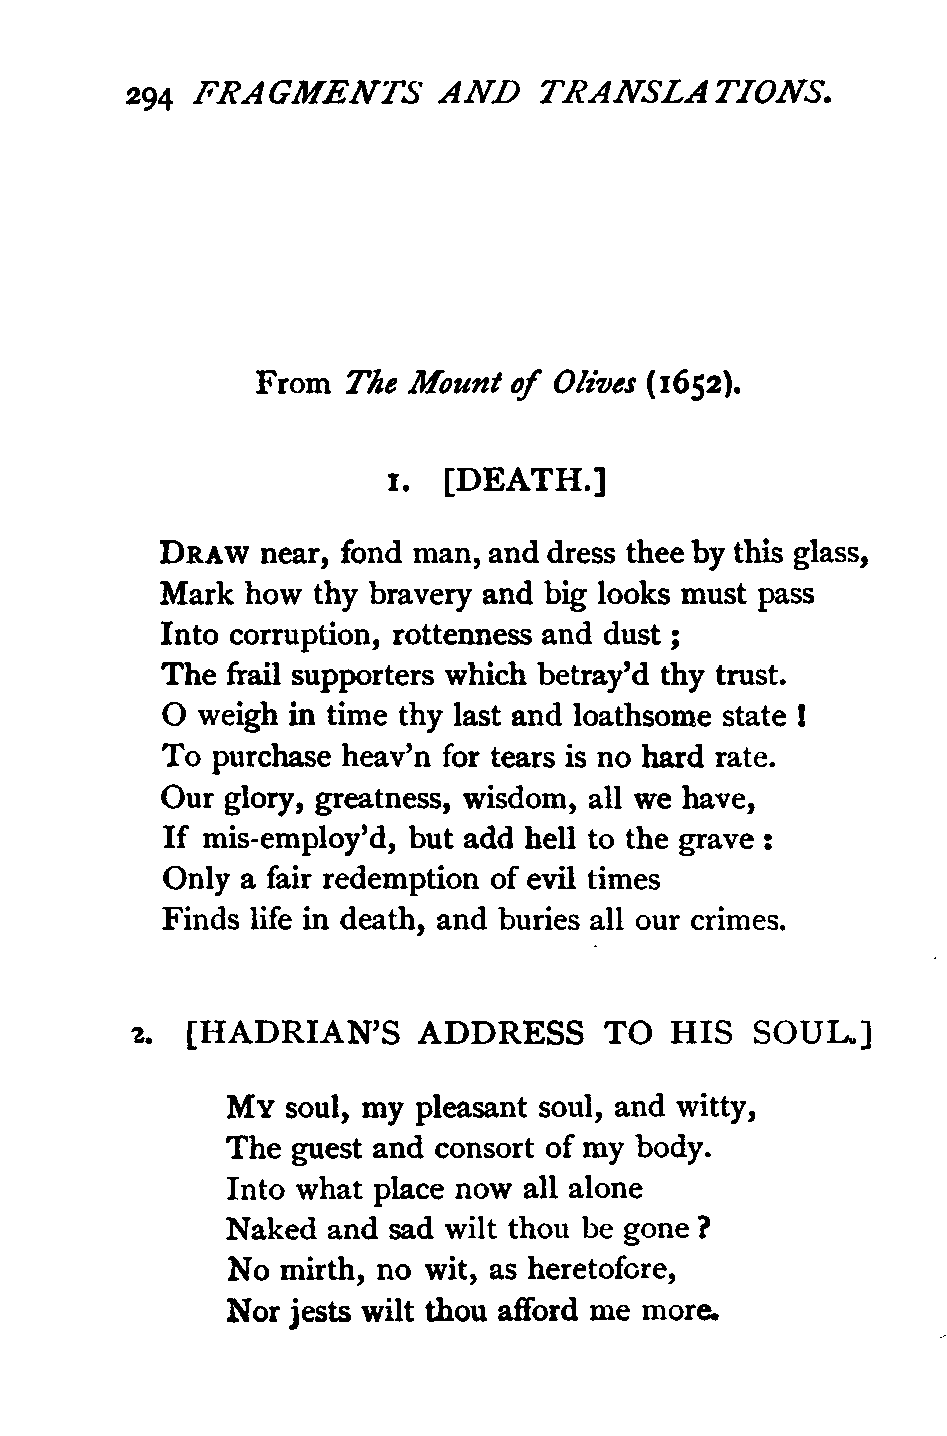 294 FRAGMENTS AND TRANSLATIONS.
From The Mount of Olives (1652).
1. [DEATH.]
DRAW near, fond man, and dress thee by this glass,
Mark how thy bravery and big looks must pass
Into corruption, rottenness and dust ;
The frail supporters which betray'd thy trust.
O weigh in time thy last and loathsome state !
To purchase heav'n for tears is no hard rate.
Our glory, greatness, wisdom, all we have,
If mis-employ'd, but add hell to the grave :
Only a fair redemption of evil times
Finds life in death, and buries all our crimes.
2. [HADRIAN'S ADDRESS TO HIS SOUL.]
MY soul, my pleasant soul, and witty,
The guest and consort of my body.
Into what place now all alone
Naked and sad wilt thou be gone ?
No mirth, no wit, as heretofore,
Nor jests wilt thou afford me more.